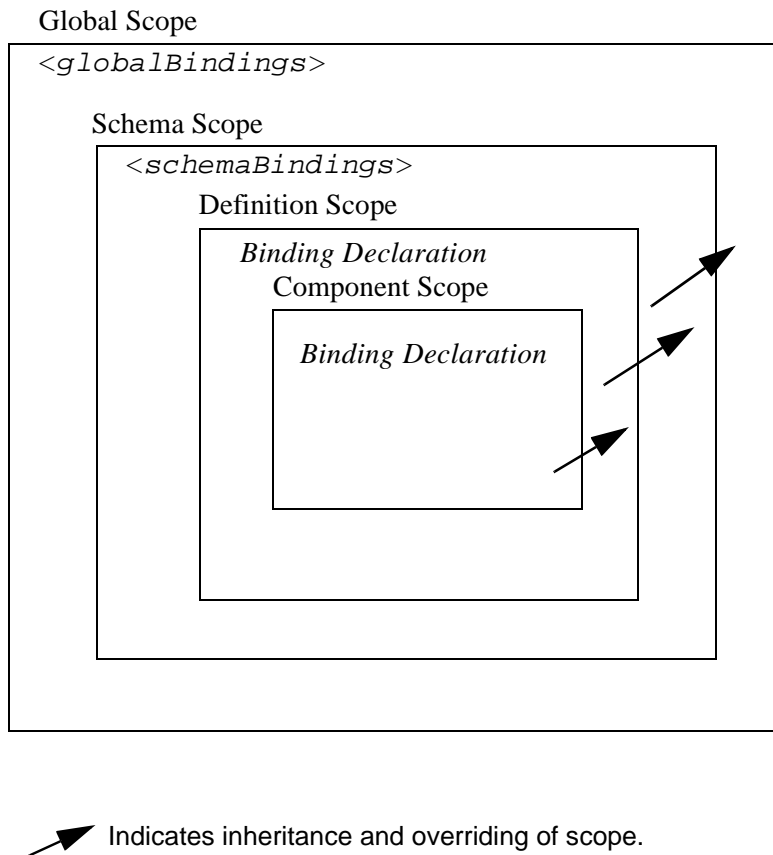 Global Scope
<globalBindings>
Schema Scope
<schemaBindings>
Definition Scope
Binding Declaration
Component Scope
Binding Declaration
Indicates inheritance and overriding of scope.